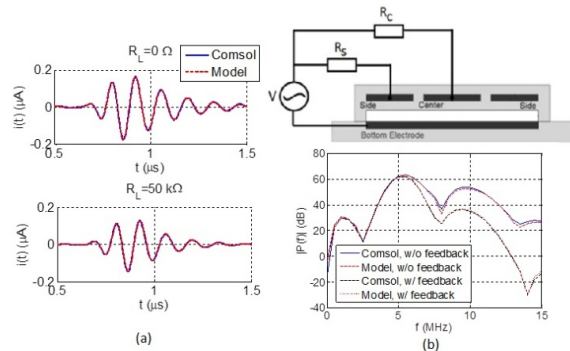 R_L=0 Ω
Comsol
Model
0.2
0
-0.2
i(t) (μA)
0.5
1
1.5
t (μs)
R_L=50 kΩ
0.2
0
-0.2
i(t) (μA)
0.5
1
1.5
t (μs)
(a)
R_C
R_S
V
Side
Center
Side
Bottom Electrode
80
60
40
20
0
-20
-40
|P(f)| (dB)
Comsol, w/o feedback
Model, w/o feedback
Comsol, w/ feedback
Model, w/ feedback
0
5
10
15
f (MHz)
(b)